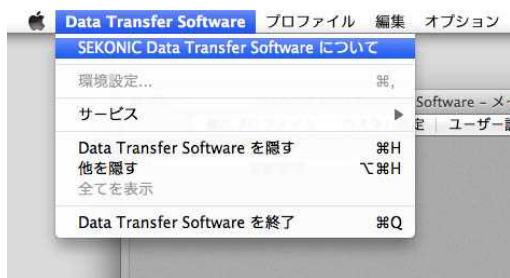 Data Transfer Software プロファイル 編集 オプション
SEKONIC Data Transfer Software について
環境設定... ⌘,
サービス ▶
Data Transfer Software を隠す ⌘H
他を隠す ⌥⌘H
全てを表示
Data Transfer Software を終了 ⌘Q
Software – メ
ユーザー